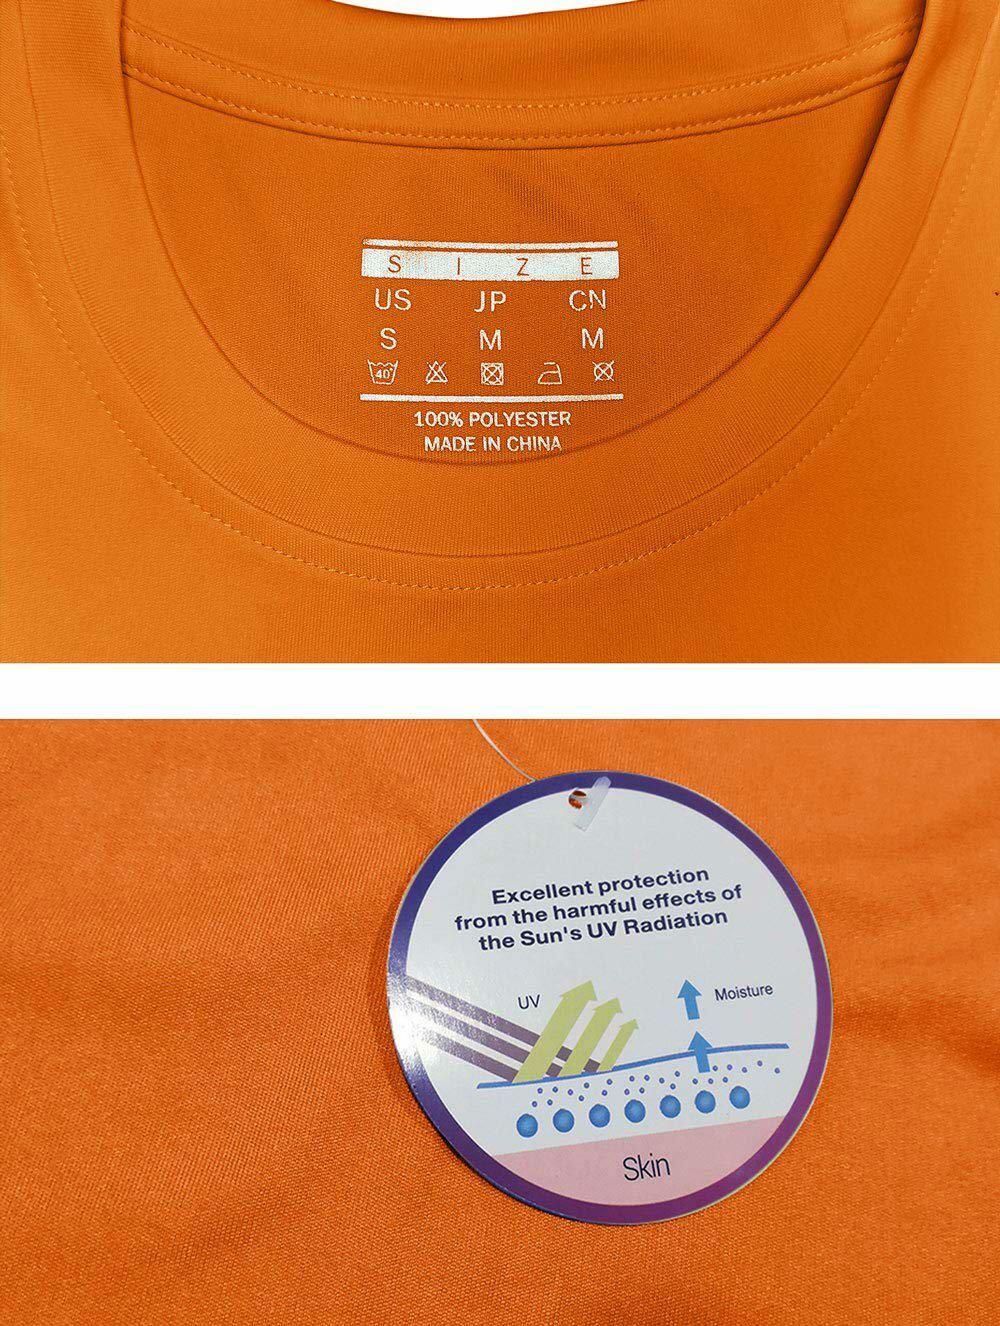 S I Z E
US JP CN
S M M
40°
100% POLYESTER
MADE IN CHINA
Excellent protection
from the harmful effects of
the Sun's UV Radiation
UV
Moisture
Skin